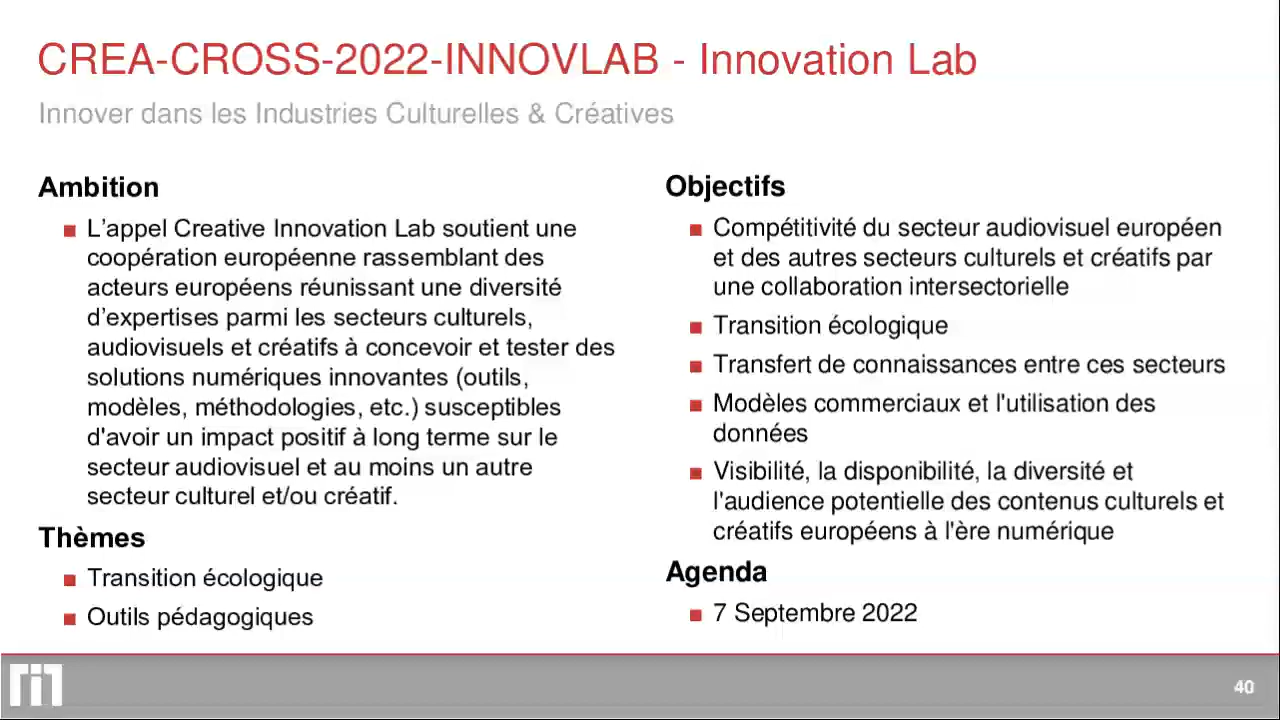 CREA-CROSS-2022-INNOVLAB - Innovation Lab
Innover dans les Industries Culturelles & Créatives
Ambition
L’appel Creative Innovation Lab soutient une
coopération européenne rassemblant des
acteurs européens réunissant une diversité
d’expertises parmi les secteurs culturels,
audiovisuels et créatifs à concevoir et tester des
solutions numériques innovantes (outils,
modèles, méthodologies, etc.) susceptibles
d'avoir un impact positif à long terme sur le
secteur audiovisuel et au moins un autre
secteur culturel et/ou créatif.
Thèmes
Transition écologique
Outils pédagogiques
Objectifs
Compétitivité du secteur audiovisuel européen
et des autres secteurs culturels et créatifs par
une collaboration intersectorielle
Transition écologique
Transfert de connaissances entre ces secteurs
Modèles commerciaux et l'utilisation des
données
Visibilité, la disponibilité, la diversité et
l'audience potentielle des contenus culturels et
créatifs européens à l'ère numérique
Agenda
7 Septembre 2022
40